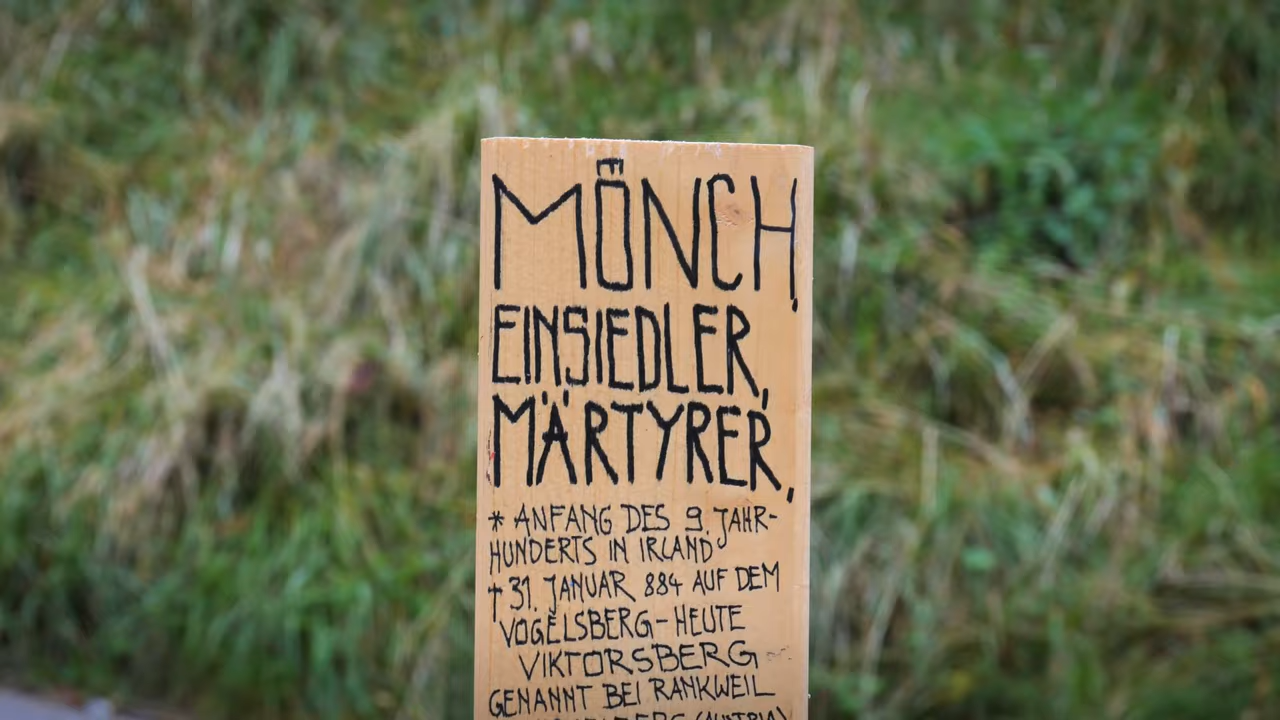 MÖNCH,
EINSIEDLER,
MÄRTYRER,
* ANFANG DES 9. JAHR-
HUNDERTS IN IRLAND
† 31. JANUAR 884 AUF DEM
VOGELSBERG - HEUTE
VIKTORSBERG
GENANNT BEI RANKWEIL
(AUSTRIA)